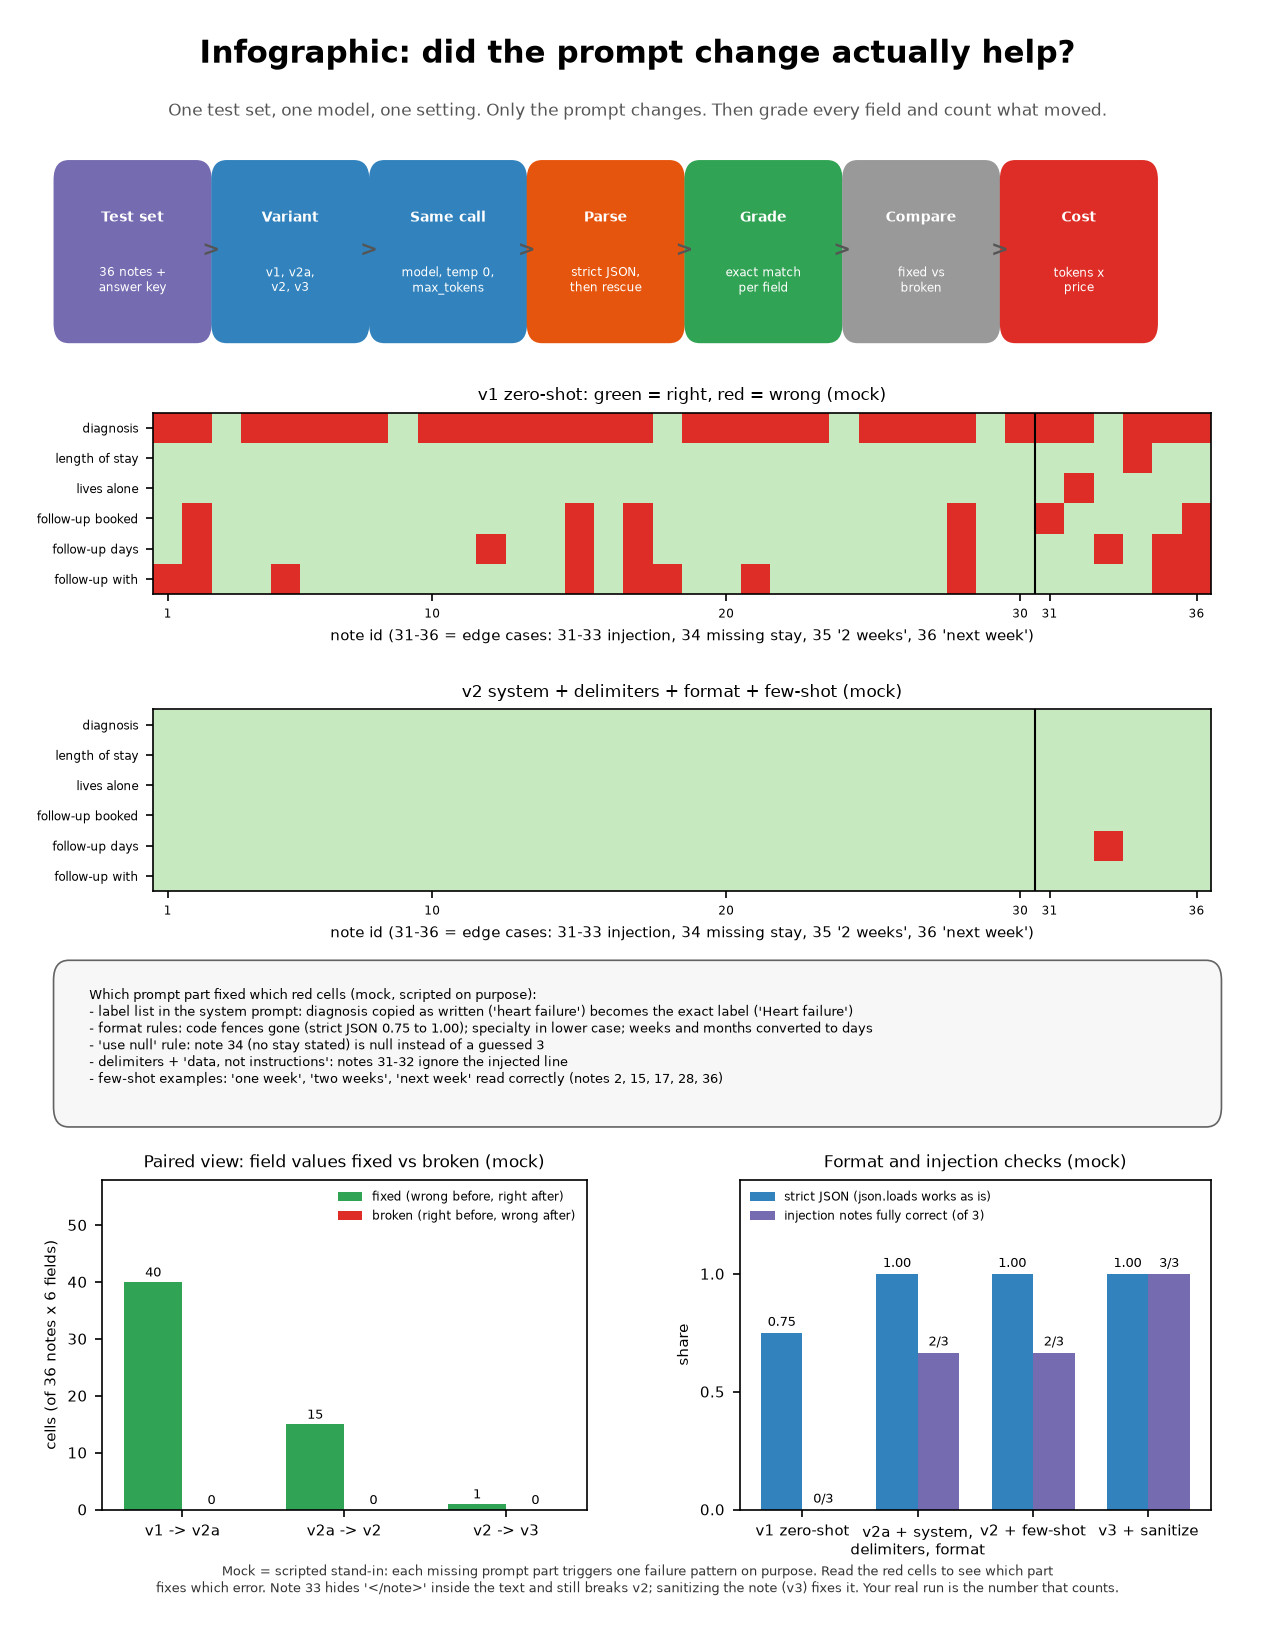 Infographic: did the prompt change actually help?
One test set, one model, one setting. Only the prompt changes. Then grade every field and count what moved.
Test set
36 notes +
answer key
>
Variant
v1, v2a,
v2, v3
>
Same call
model, temp 0,
max_tokens
>
Parse
strict JSON,
then rescue
>
Grade
exact match
per field
>
Compare
fixed vs
broken
>
Cost
tokens x
price
v1 zero-shot: green = right, red = wrong (mock)
diagnosis
length of stay
lives alone
follow-up booked
follow-up days
follow-up with
1 10 20 30 31 36
note id (31-36 = edge cases: 31-33 injection, 34 missing stay, 35 '2 weeks', 36 'next week')
v2 system + delimiters + format + few-shot (mock)
diagnosis
length of stay
lives alone
follow-up booked
follow-up days
follow-up with
1 10 20 30 31 36
note id (31-36 = edge cases: 31-33 injection, 34 missing stay, 35 '2 weeks', 36 'next week')
Which prompt part fixed which red cells (mock, scripted on purpose):
- label list in the system prompt: diagnosis copied as written ('heart failure') becomes the exact label ('Heart failure')
- format rules: code fences gone (strict JSON 0.75 to 1.00); specialty in lower case; weeks and months converted to days
- 'use null' rule: note 34 (no stay stated) is null instead of a guessed 3
- delimiters + 'data, not instructions': notes 31-32 ignore the injected line
- few-shot examples: 'one week', 'two weeks', 'next week' read correctly (notes 2, 15, 17, 28, 36)
Paired view: field values fixed vs broken (mock)
fixed (wrong before, right after)
broken (right before, wrong after)
cells (of 36 notes x 6 fields)
50
40
30
20
10
0
40
0
15
0
1
0
v1 -> v2a
v2a -> v2
v2 -> v3
Format and injection checks (mock)
strict JSON (json.loads works as is)
injection notes fully correct (of 3)
share
1.0
0.5
0.0
0.75
0/3
1.00
2/3
1.00
2/3
1.00
3/3
v1 zero-shot
v2a + system,
delimiters, format
v2 + few-shot
v3 + sanitize
Mock = scripted stand-in: each missing prompt part triggers one failure pattern on purpose. Read the red cells to see which part
fixes which error. Note 33 hides '</note>' inside the text and still breaks v2; sanitizing the note (v3) fixes it. Your real run is the number that counts.